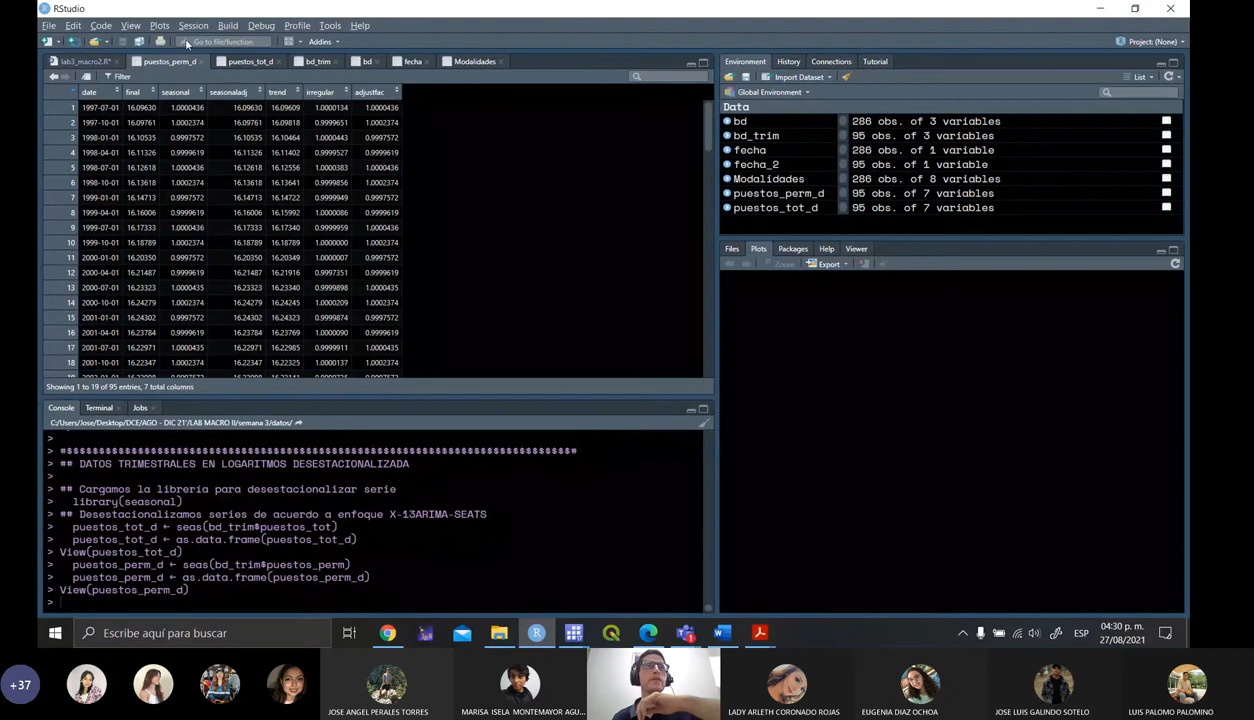 RStudio
File Edit Code View Plots Session Build Debug Profile Tools Help
Go to file/function Addins Project: (None)
lab3_macro2.R* puestos_perm_d puestos_tot_d bd_trim bd fecha Modalidades
Filter
date final seasonal seasonaladj trend irregular adjustfac
1 1997-07-01 16.09630 1.0000436 16.09630 16.09609 1.0000134 1.0000436
2 1997-10-01 16.09761 1.0002374 16.09761 16.09818 0.9999651 1.0002374
3 1998-01-01 16.10535 0.9997572 16.10535 16.10464 1.0000443 0.9997572
4 1998-04-01 16.11326 0.9999619 16.11326 16.11402 0.9999527 0.9999619
5 1998-07-01 16.12618 1.0000436 16.12618 16.12556 1.0000383 1.0000436
6 1998-10-01 16.13618 1.0002374 16.13618 16.13641 0.9999856 1.0002374
7 1999-01-01 16.14713 0.9997572 16.14713 16.14722 0.9999949 0.9997572
8 1999-04-01 16.16006 0.9999619 16.16006 16.15992 1.0000086 0.9999619
9 1999-07-01 16.17333 1.0000436 16.17333 16.17340 0.9999959 1.0000436
10 1999-10-01 16.18789 1.0002374 16.18789 16.18789 1.0000000 1.0002374
11 2000-01-01 16.20350 0.9997572 16.20350 16.20349 1.0000007 0.9997572
12 2000-04-01 16.21487 0.9999619 16.21487 16.21916 0.9997351 0.9999619
13 2000-07-01 16.23323 1.0000435 16.23323 16.23340 0.9999898 1.0000435
14 2000-10-01 16.24279 1.0002374 16.24279 16.24245 1.0000209 1.0002374
15 2001-01-01 16.24302 0.9997572 16.24302 16.24323 0.9999874 0.9997572
16 2001-04-01 16.23784 0.9999619 16.23784 16.23769 1.0000090 0.9999619
17 2001-07-01 16.22971 1.0000435 16.22971 16.22985 0.9999911 1.0000435
18 2001-10-01 16.22347 1.0002374 16.22347 16.22325 1.0000137 1.0002374
Showing 1 to 19 of 95 entries, 7 total columns
Console Terminal Jobs
C:/Users/Jose/Desktop/DCE/AGO - DIC 21'/LAB MACRO II/semana 3/datos/
>
> #$$$$$$$$$$$$$$$$$$$$$$$$$$$$$$$$$$$$$$$$$$$$$$$$$$$$$$$$$$$$$$$$$$$$$$$$$$$$$$#
> ## DATOS TRIMESTRALES EN LOGARITMOS DESESTACIONALIZADA
>
> ## Cargamos la librería para desestacionalizar serie
> library(seasonal)
> ## Desestacionalizamos series de acuerdo a enfoque X-13ARIMA-SEATS
> puestos_tot_d ← seas(bd_trim$puestos_tot)
> puestos_tot_d ← as.data.frame(puestos_tot_d)
> View(puestos_tot_d)
> puestos_perm_d ← seas(bd_trim$puestos_perm)
> puestos_perm_d ← as.data.frame(puestos_perm_d)
> View(puestos_perm_d)
>
Environment History Connections Tutorial
Import Dataset List
Global Environment
Data
bd 286 obs. of 3 variables
bd_trim 95 obs. of 3 variables
fecha 286 obs. of 1 variable
fecha_2 95 obs. of 1 variable
Modalidades 286 obs. of 8 variables
puestos_perm_d 95 obs. of 7 variables
puestos_tot_d 95 obs. of 7 variables
Files Plots Packages Help Viewer
Zoom Export
Escribe aquí para buscar
ESP
04:30 p. m.
27/08/2021
+37
JOSE ANGEL PERALES TORRES
MARISA ISELA MONTEMAYOR AGU...
LADY ARLETH CORONADO ROJAS
EUGENIA DIAZ OCHOA
JOSE LUIS GALINDO SOTELO
LUIS PALOMO PALOMINO